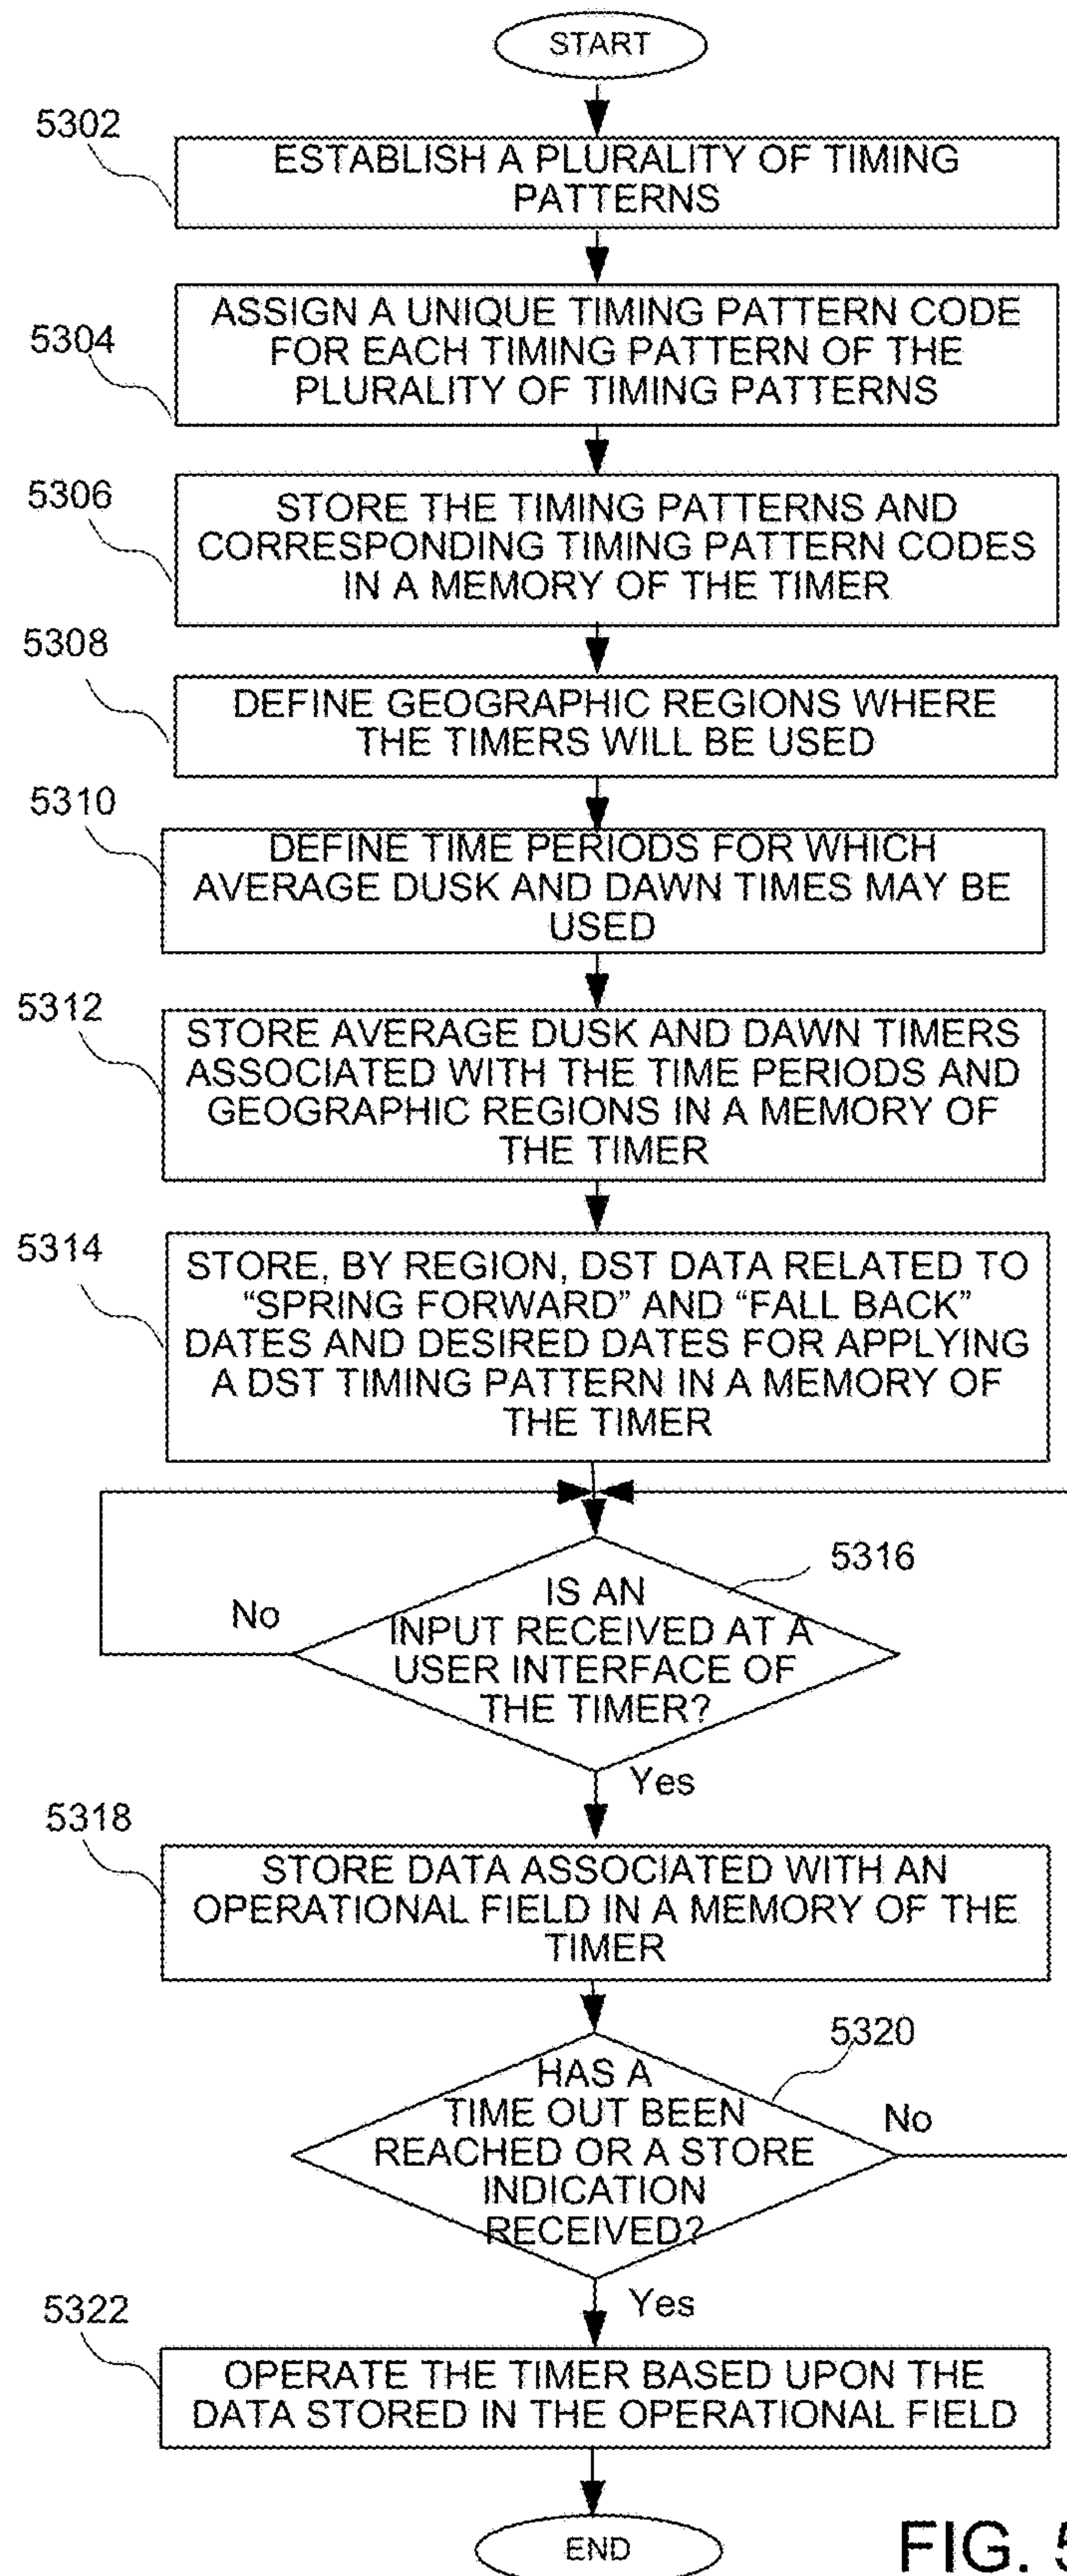 START
5302
ESTABLISH A PLURALITY OF TIMING
PATTERNS
5304
ASSIGN A UNIQUE TIMING PATTERN CODE
FOR EACH TIMING PATTERN OF THE
PLURALITY OF TIMING PATTERNS
5306
STORE THE TIMING PATTERNS AND
CORRESPONDING TIMING PATTERN CODES
IN A MEMORY OF THE TIMER
5308
DEFINE GEOGRAPHIC REGIONS WHERE
THE TIMERS WILL BE USED
5310
DEFINE TIME PERIODS FOR WHICH
AVERAGE DUSK AND DAWN TIMES MAY BE
USED
5312
STORE AVERAGE DUSK AND DAWN TIMERS
ASSOCIATED WITH THE TIME PERIODS AND
GEOGRAPHIC REGIONS IN A MEMORY OF
THE TIMER
5314
STORE, BY REGION, DST DATA RELATED TO
“SPRING FORWARD” AND “FALL BACK”
DATES AND DESIRED DATES FOR APPLYING
A DST TIMING PATTERN IN A MEMORY OF
THE TIMER
5316
No
IS AN
INPUT RECEIVED AT A
USER INTERFACE OF
THE TIMER?
Yes
5318
STORE DATA ASSOCIATED WITH AN
OPERATIONAL FIELD IN A MEMORY OF THE
TIMER
5320
HAS A
TIME OUT BEEN
REACHED OR A STORE
INDICATION
RECEIVED?
No
Yes
5322
OPERATE THE TIMER BASED UPON THE
DATA STORED IN THE OPERATIONAL FIELD
END
FIG. 5